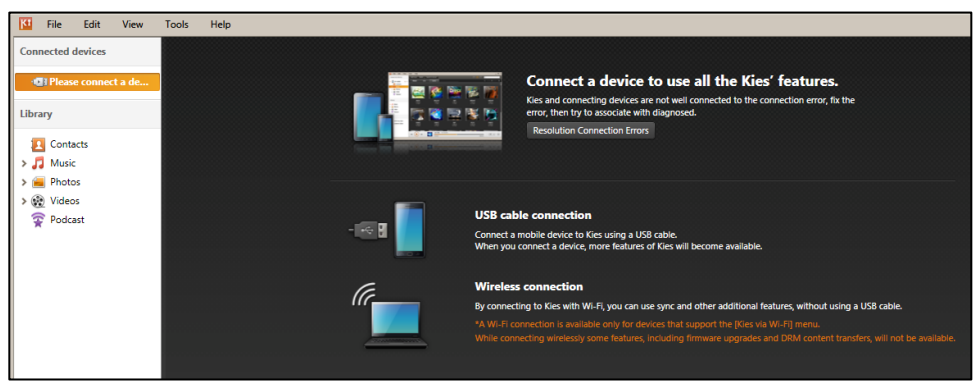 File Edit View Tools Help
Connected devices
Please connect a de...
Library
Contacts
Music
Photos
Videos
Podcast
Connect a device to use all the Kies' features.
Kies and connecting devices are not well connected to the connection error, fix the
error, then try to associate with diagnosed.
Resolution Connection Errors
USB cable connection
Connect a mobile device to Kies using a USB cable.
When you connect a device, more features of Kies will become available.
Wireless connection
By connecting to Kies with Wi-Fi, you can use sync and other additional features, without using a USB cable.
*A Wi-Fi connection is available only for devices that support the [Kies via Wi-Fi] menu.
While connecting wirelessly some features, including firmware upgrades and DRM content transfers, will not be available.